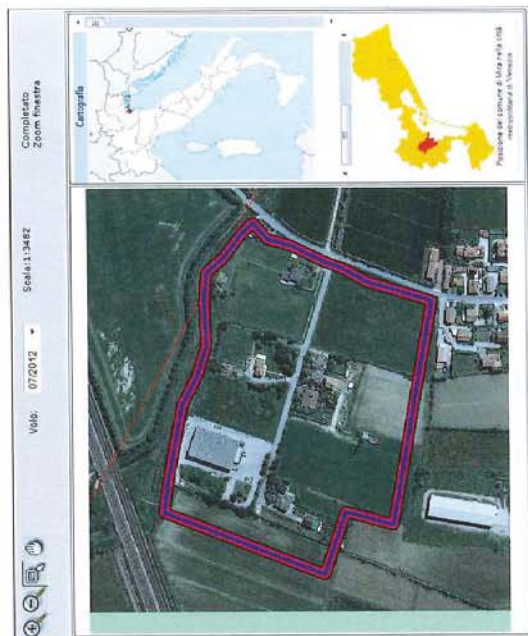 Volo: 07/2012 Scala: 1:3482
Completato
Zoom finestra
Cartografia
Posizione del comune di Mira nella città
metropolitana di Venezia